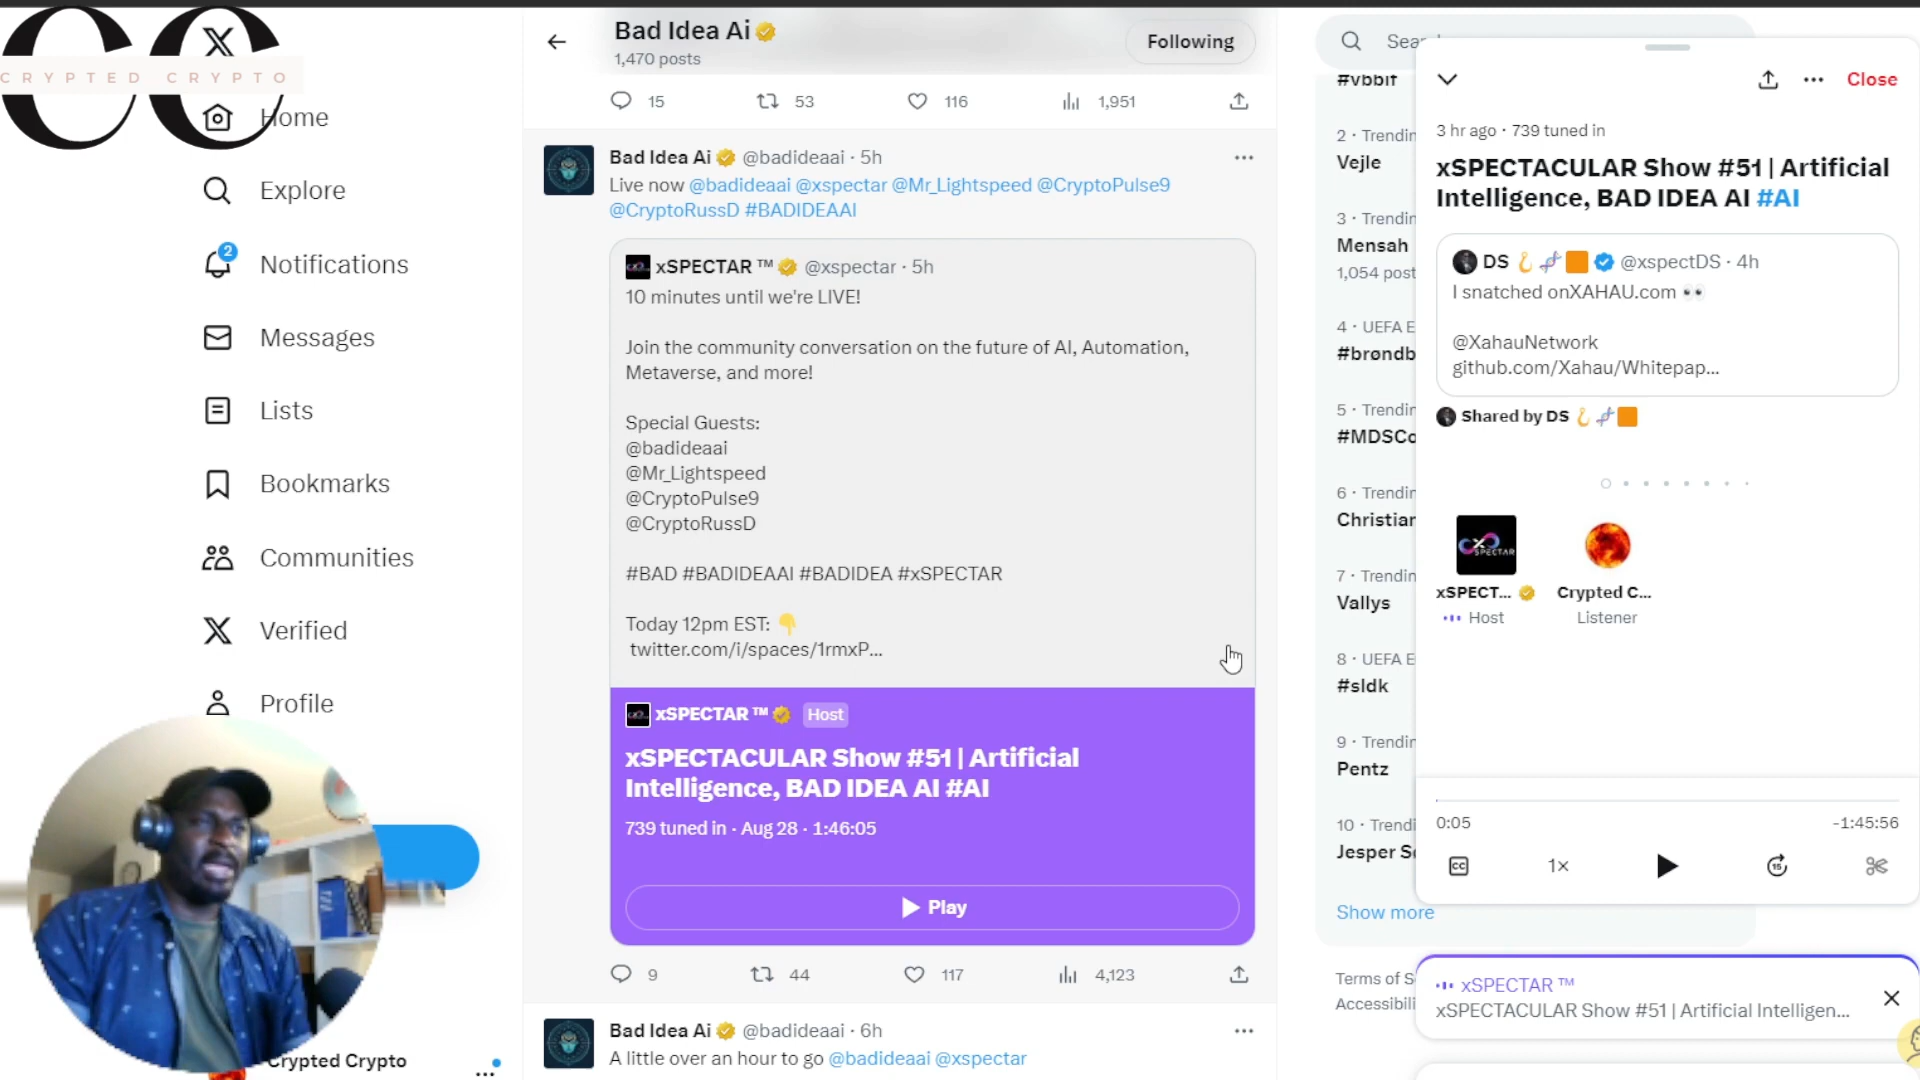 CRYPTED CRYPTO
Home
Explore
2
Notifications
Messages
Lists
Bookmarks
Communities
Verified
Profile
Crypted Crypto
Bad Idea Ai
1,470 posts
Following
15 53 116 1,951
Bad Idea Ai @badideaai · 5h
Live now @badideaai @xspectar @Mr_Lightspeed @CryptoPulse9
@CryptoRussD #BADIDEAAI
xSPECTAR ™ @xspectar · 5h
10 minutes until we're LIVE!
Join the community conversation on the future of AI, Automation,
Metaverse, and more!
Special Guests:
@badideaai
@Mr_Lightspeed
@CryptoPulse9
@CryptoRussD
#BAD #BADIDEAAI #BADIDEA #xSPECTAR
Today 12pm EST: 👇
twitter.com/i/spaces/1rmxP...
xSPECTAR ™ Host
xSPECTACULAR Show #51 | Artificial
Intelligence, BAD IDEA AI #AI
739 tuned in · Aug 28 · 1:46:05
Play
9 44 117 4,123
Bad Idea Ai @badideaai · 6h
A little over an hour to go @badideaai @xspectar
#vbbif
2 · Trendin
Vejle
3 · Trendin
Mensah
1,054 post
4 · UEFA E
#brøndb
5 · Trendin
#MDSCo
6 · Trendin
Christian
7 · Trendin
Vallys
8 · UEFA E
#sldk
9 · Trendin
Pentz
10 · Trendi
Jesper
Show more
Terms of S
Accessibili
Close
3 hr ago · 739 tuned in
xSPECTACULAR Show #51 | Artificial
Intelligence, BAD IDEA AI #AI
DS @xspectDS · 4h
I snatched onXAHAU.com 👀
@XahauNetwork
github.com/Xahau/Whitepap...
Shared by DS
xSPECTAR
xSPECT...
Host
Crypted C...
Listener
0:05
-1:45:56
CC
1×
15
xSPECTAR ™
xSPECTACULAR Show #51 | Artificial Intelligen...